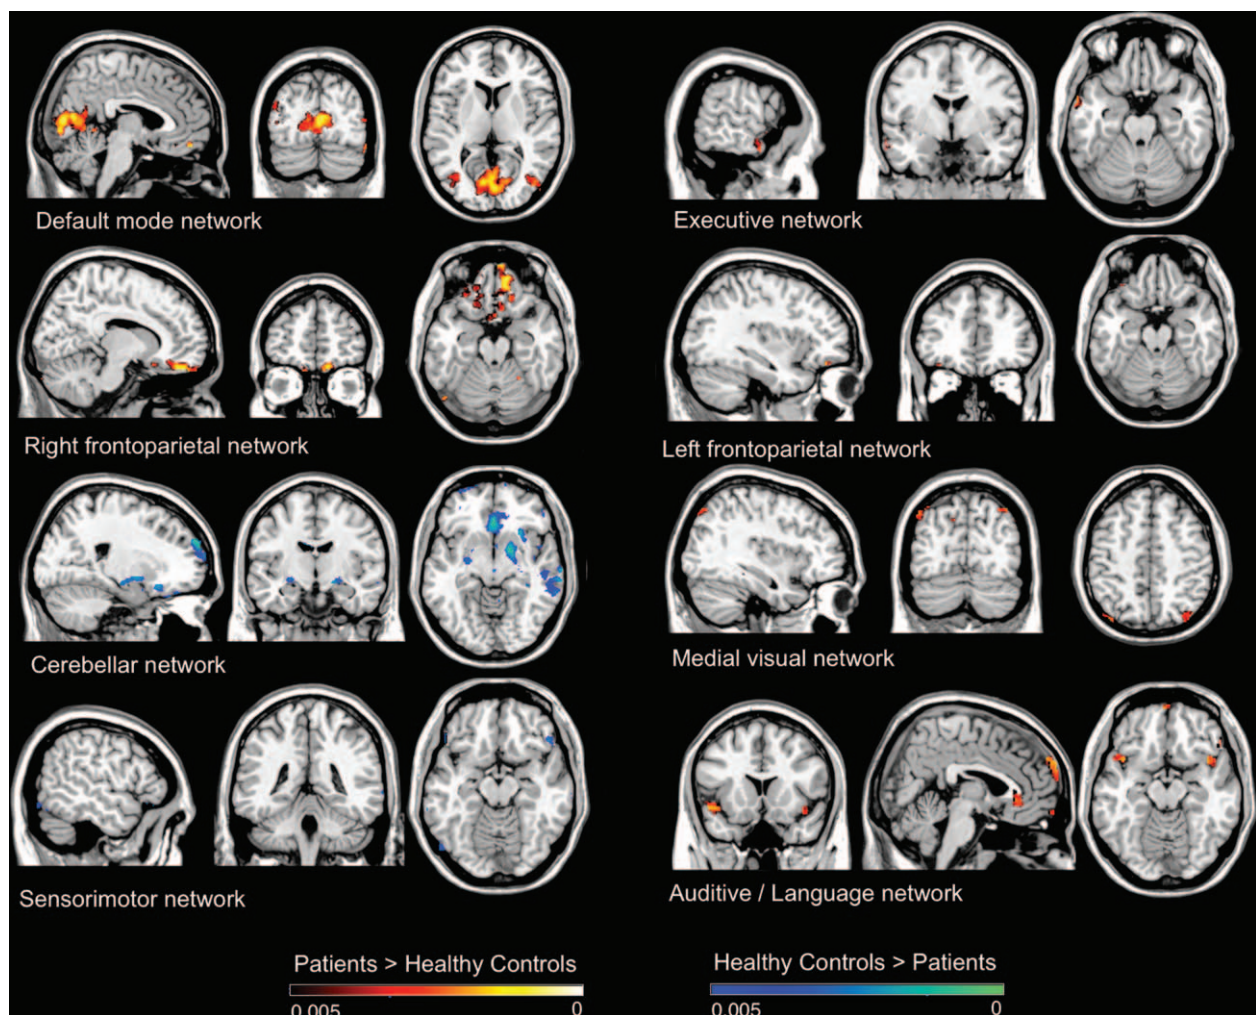 Default mode network
Executive network
Right frontoparietal network
Left frontoparietal network
Cerebellar network
Medial visual network
Sensorimotor network
Auditive / Language network
Patients > Healthy Controls
0.005 0
Healthy Controls > Patients
0.005 0